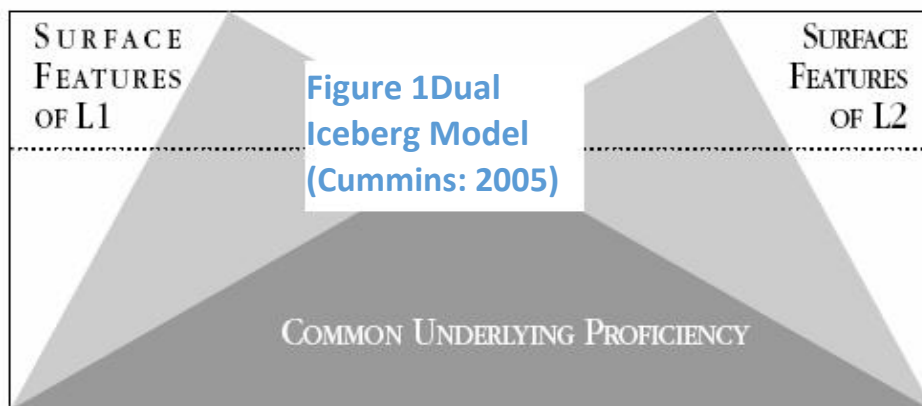 SURFACE
FEATURES
OF L1
Figure 1Dual
Iceberg Model
(Cummins: 2005)
SURFACE
FEATURES
OF L2
COMMON UNDERLYING PROFICIENCY